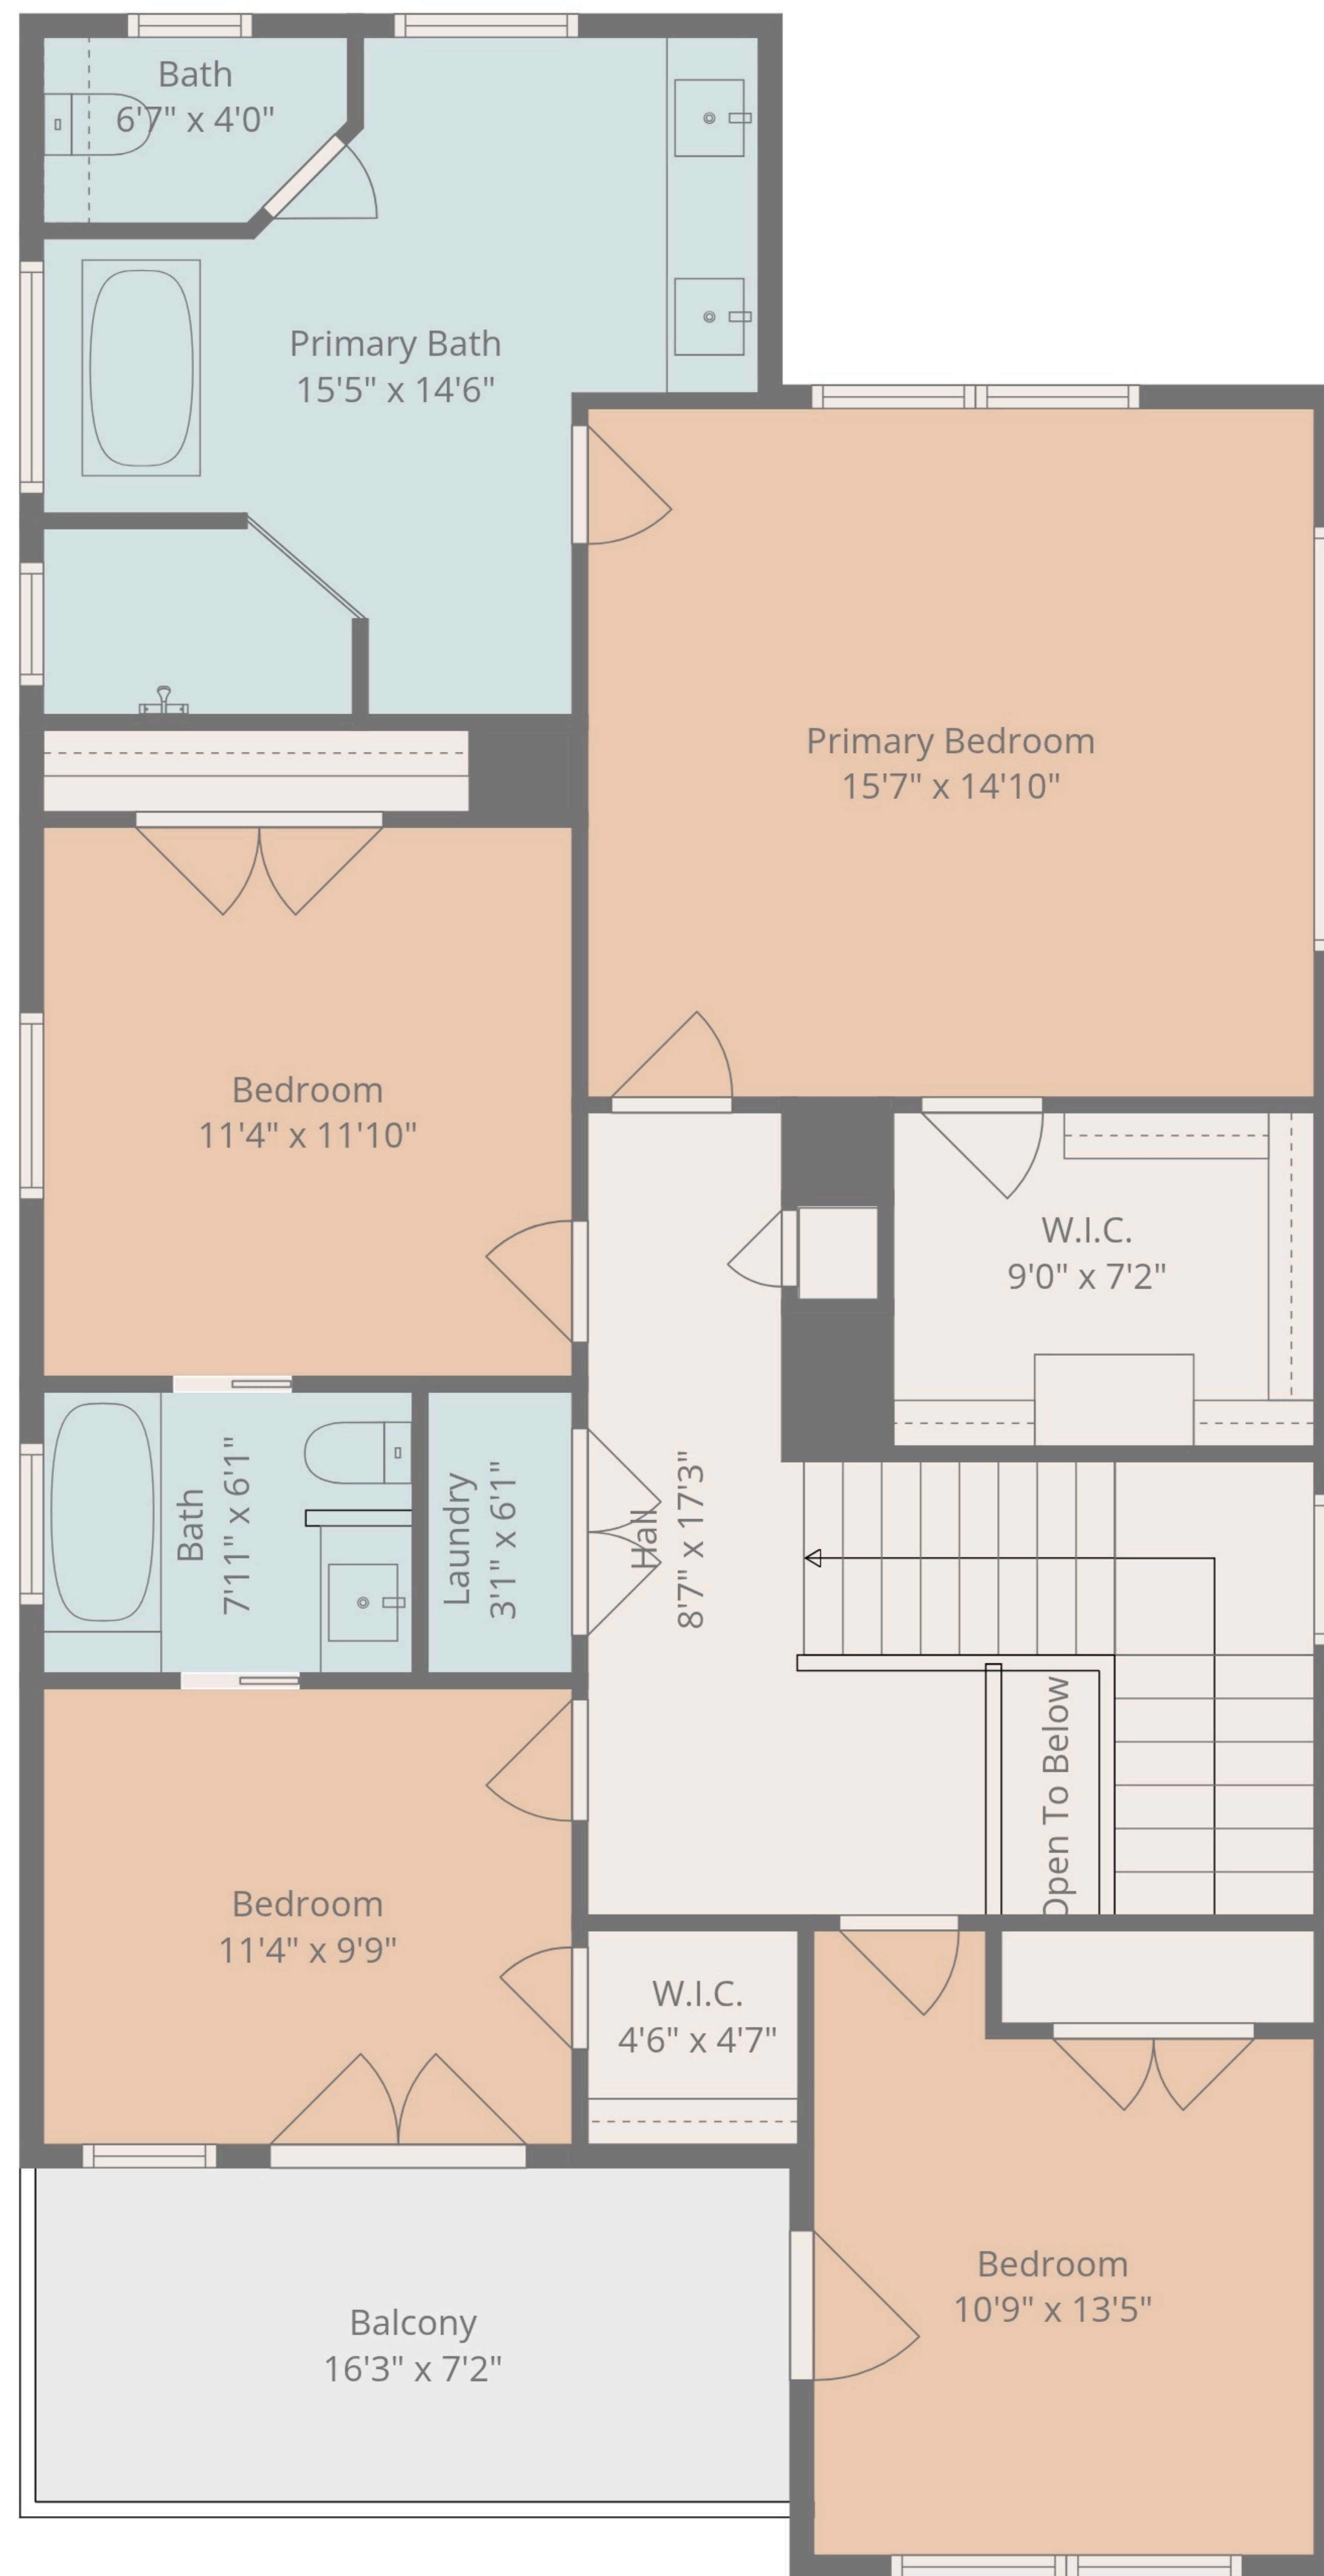 Bath
6'7" x 4'0"
Primary Bath
15'5" x 14'6"
Primary Bedroom
15'7" x 14'10"
Bedroom
11'4" x 11'10"
W.I.C.
9'0" x 7'2"
Bath
7'11" x 6'1"
Laundry
3'1" x 6'1"
Hall
8'7" x 17'3"
Open To Below
Bedroom
11'4" x 9'9"
W.I.C.
4'6" x 4'7"
Bedroom
10'9" x 13'5"
Balcony
16'3" x 7'2"